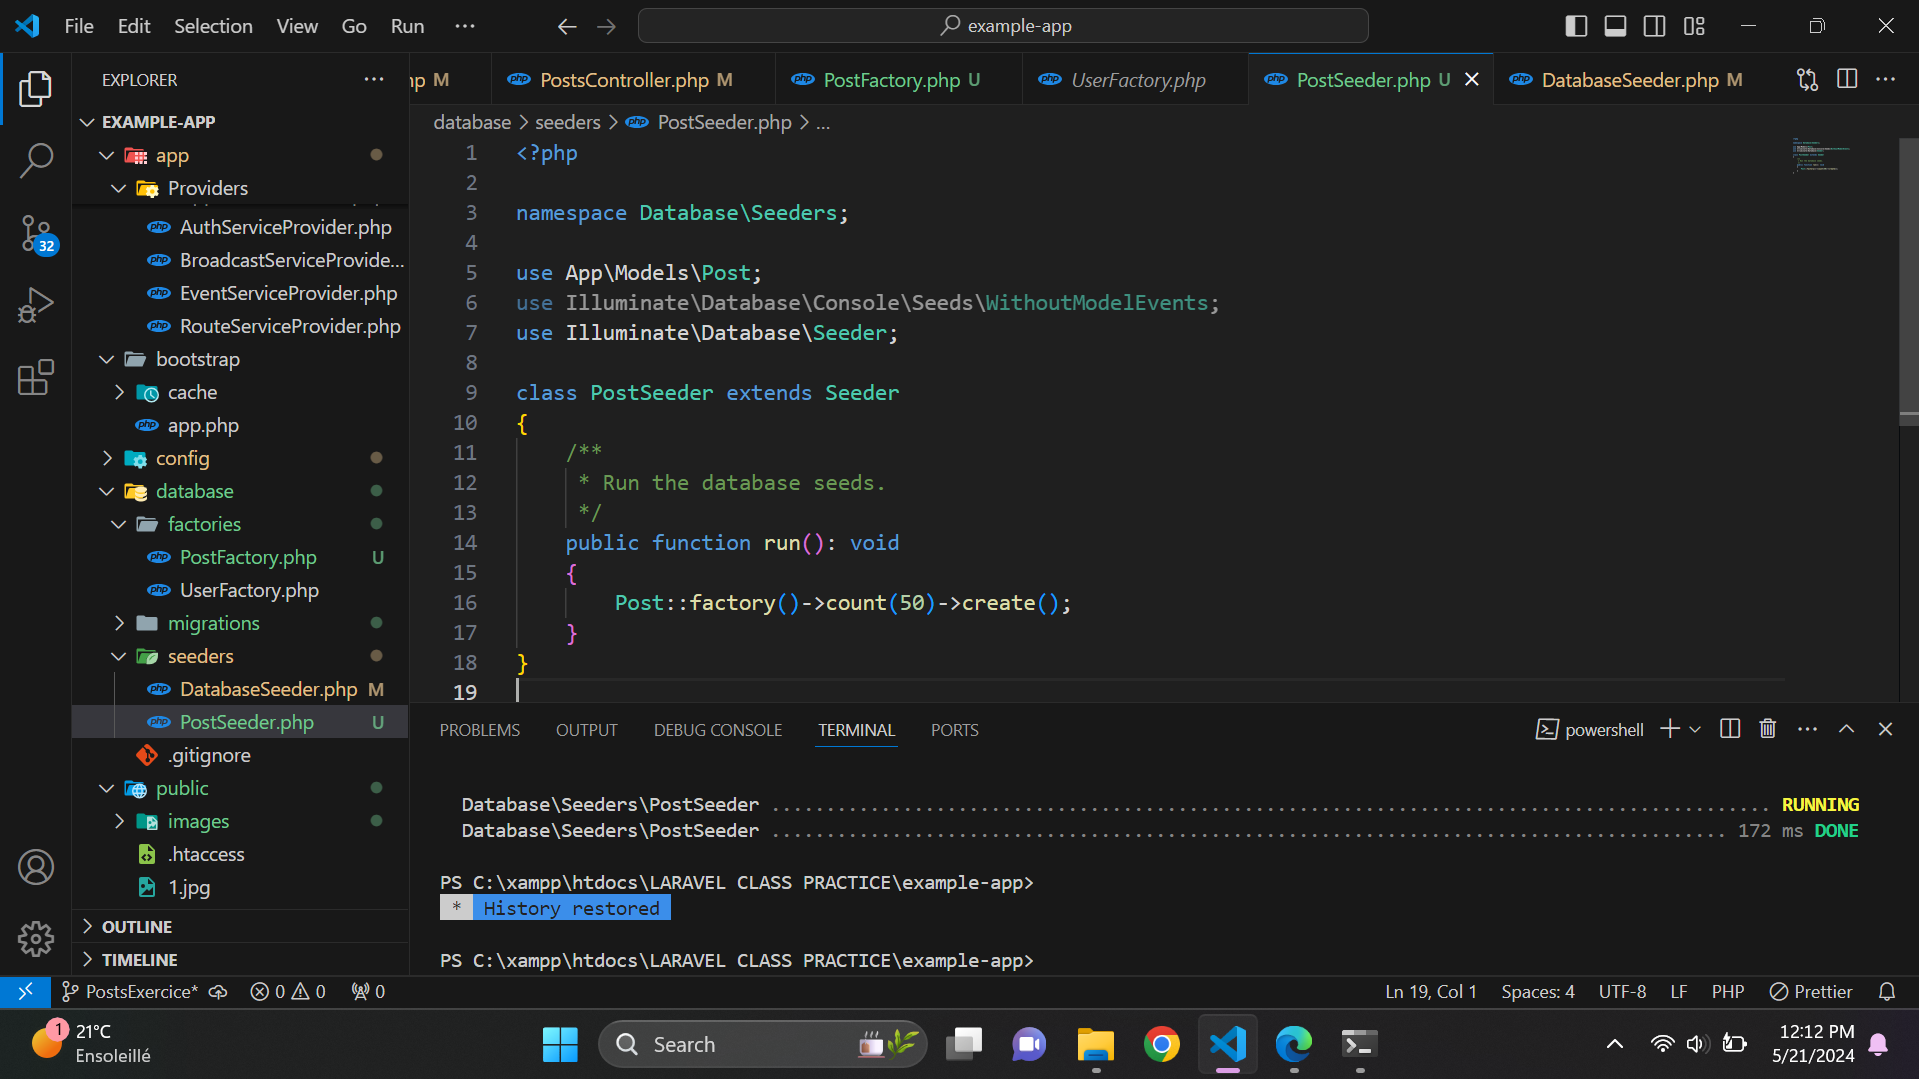 File Edit Selection View Go Run ···
example-app
EXPLORER ···
EXAMPLE-APP
app
Providers
AuthServiceProvider.php
BroadcastServiceProvide...
EventServiceProvider.php
RouteServiceProvider.php
bootstrap
cache
app.php
config
database
factories
PostFactory.php U
UserFactory.php
migrations
seeders
DatabaseSeeder.php M
PostSeeder.php U
.gitignore
public
images
.htaccess
1.jpg
OUTLINE
TIMELINE
32
np M PostsController.php M PostFactory.php U UserFactory.php PostSeeder.php U DatabaseSeeder.php M
database > seeders > PostSeeder.php > ...
1 <?php
2
3 namespace Database\Seeders;
4
5 use App\Models\Post;
6 use Illuminate\Database\Console\Seeds\WithoutModelEvents;
7 use Illuminate\Database\Seeder;
8
9 class PostSeeder extends Seeder
10 {
11 /**
12 * Run the database seeds.
13 */
14 public function run(): void
15 {
16 Post::factory()->count(50)->create();
17 }
18 }
19
PROBLEMS OUTPUT DEBUG CONSOLE TERMINAL PORTS powershell
Database\Seeders\PostSeeder ........................................................................................... RUNNING
Database\Seeders\PostSeeder ....................................................................................... 172 ms DONE
PS C:\xampp\htdocs\LARAVEL CLASS PRACTICE\example-app>
* History restored
PS C:\xampp\htdocs\LARAVEL CLASS PRACTICE\example-app>
PostsExercice* 0 0 0 Ln 19, Col 1 Spaces: 4 UTF-8 LF PHP Prettier
1 21°C
Ensoleillé
Search
12:12 PM
5/21/2024